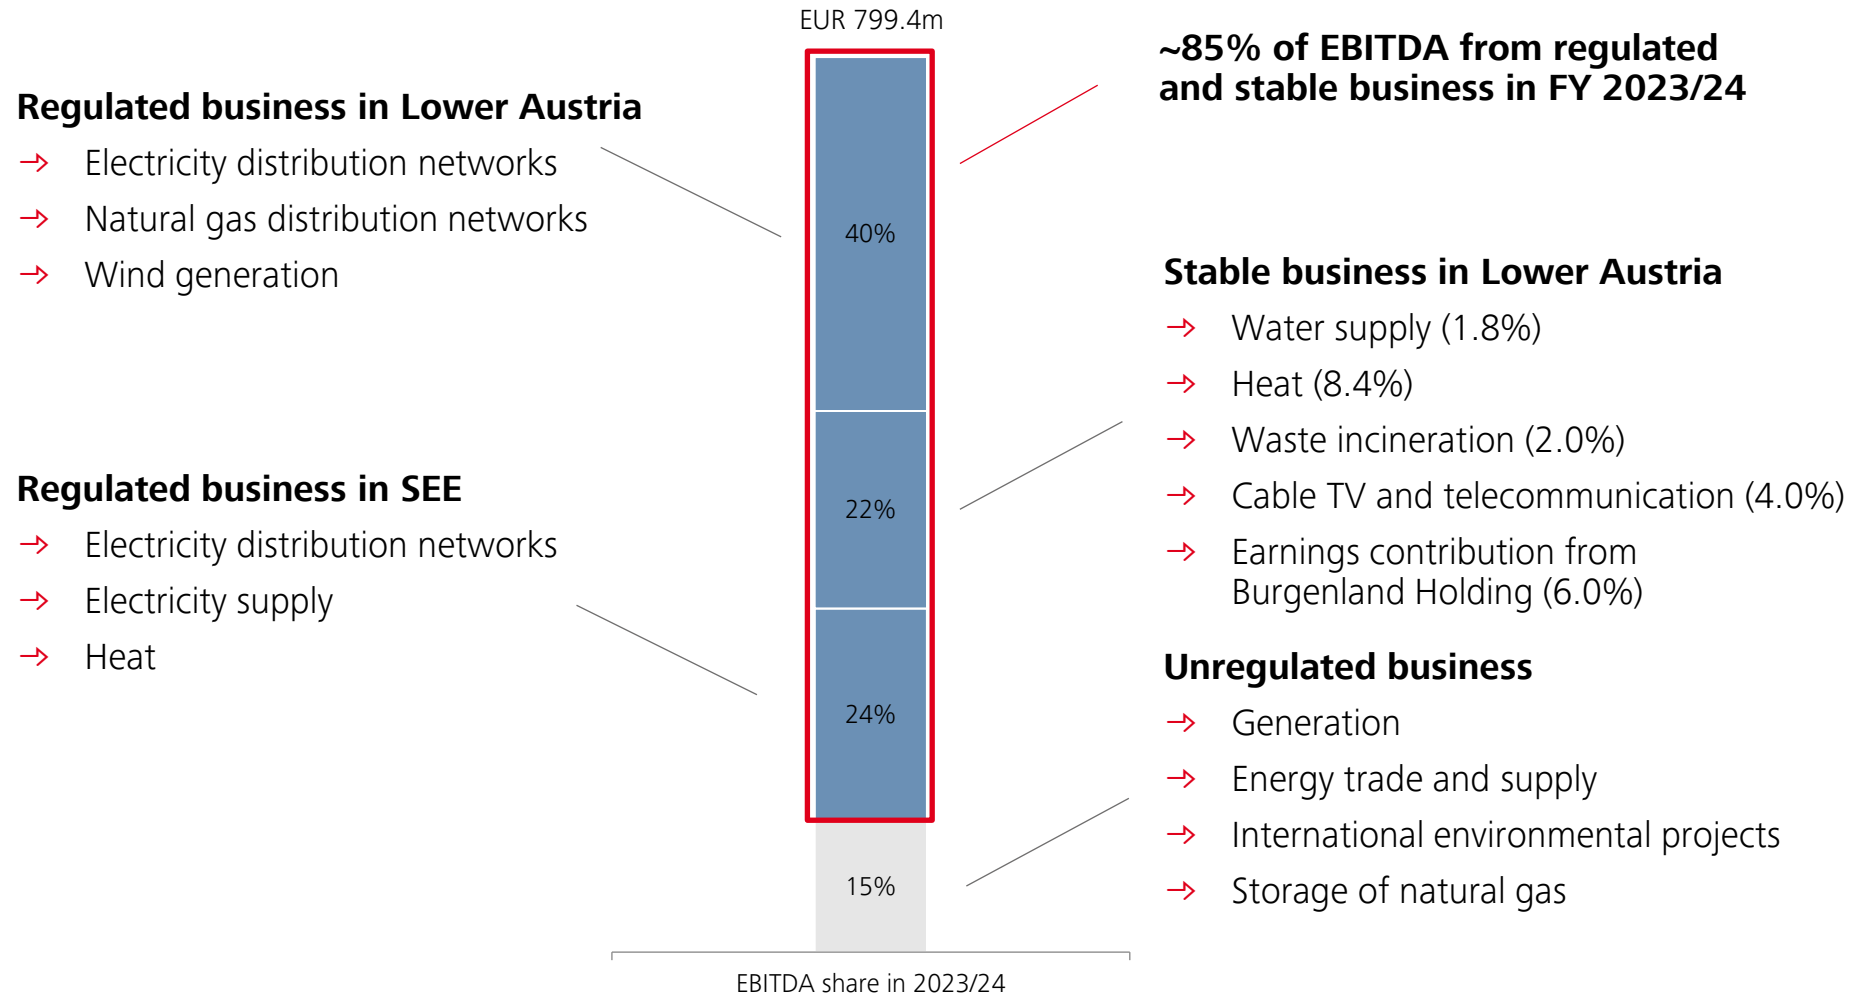 EUR 799.4m
~85% of EBITDA from regulated
and stable business in FY 2023/24
Regulated business in Lower Austria
→ Electricity distribution networks
→ Natural gas distribution networks
→ Wind generation
40%
Stable business in Lower Austria
→ Water supply (1.8%)
→ Heat (8.4%)
→ Waste incineration (2.0%)
→ Cable TV and telecommunication (4.0%)
→ Earnings contribution from
Burgenland Holding (6.0%)
22%
Regulated business in SEE
→ Electricity distribution networks
→ Electricity supply
→ Heat
24%
Unregulated business
→ Generation
→ Energy trade and supply
→ International environmental projects
→ Storage of natural gas
15%
EBITDA share in 2023/24